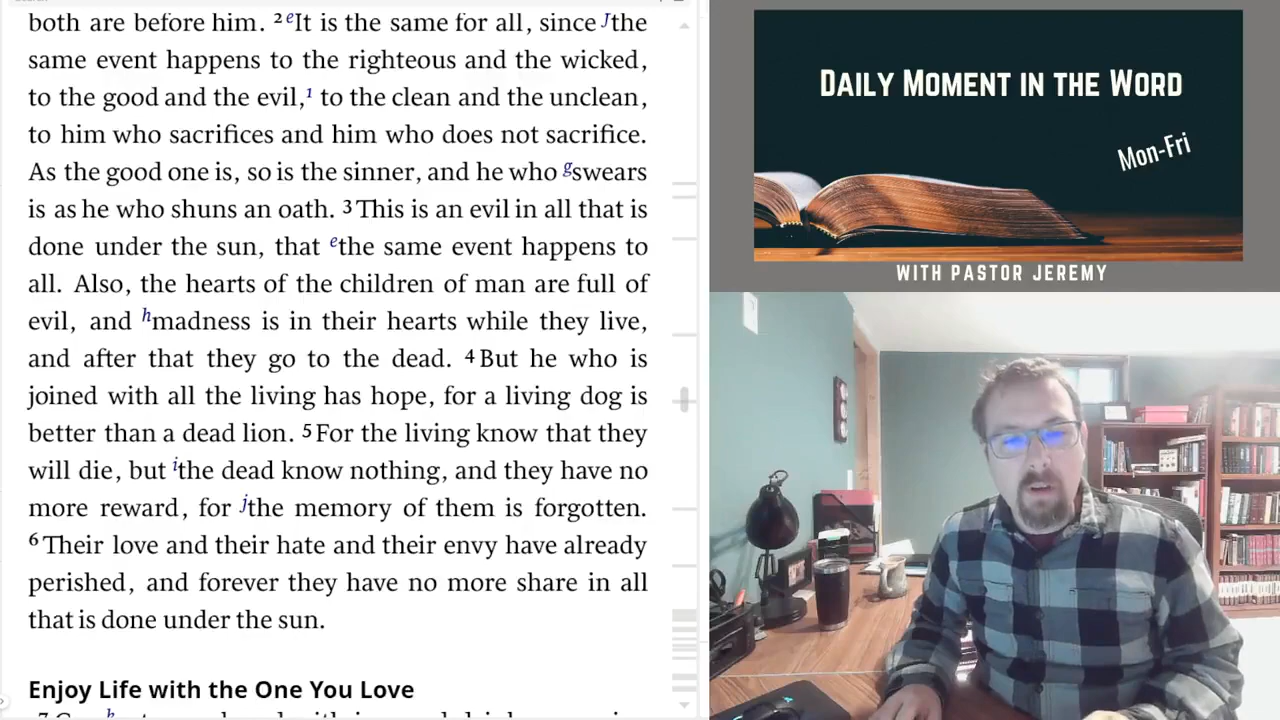 both are before him. 2 eIt is the same for all, since fthe
same event happens to the righteous and the wicked,
to the good and the evil,1 to the clean and the unclean,
to him who sacrifices and him who does not sacrifice.
As the good one is, so is the sinner, and he who gswears
is as he who shuns an oath. 3 This is an evil in all that is
done under the sun, that ethe same event happens to
all. Also, the hearts of the children of man are full of
evil, and hmadness is in their hearts while they live,
and after that they go to the dead. 4 But he who is
joined with all the living has hope, for a living dog is
better than a dead lion. 5 For the living know that they
will die, but ithe dead know nothing, and they have no
more reward, for jthe memory of them is forgotten.
6 Their love and their hate and their envy have already
perished, and forever they have no more share in all
that is done under the sun.
Enjoy Life with the One You Love
DAILY MOMENT IN THE WORD
Mon-Fri
WITH PASTOR JEREMY